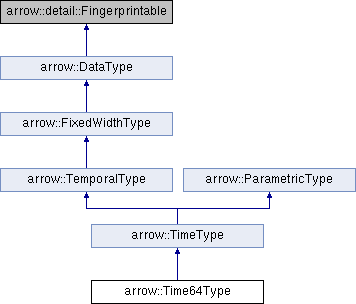 arrow::detail::Fingerprintable
arrow::DataType
arrow::FixedWidthType
arrow::TemporalType
arrow::ParametricType
arrow::TimeType
arrow::Time64Type